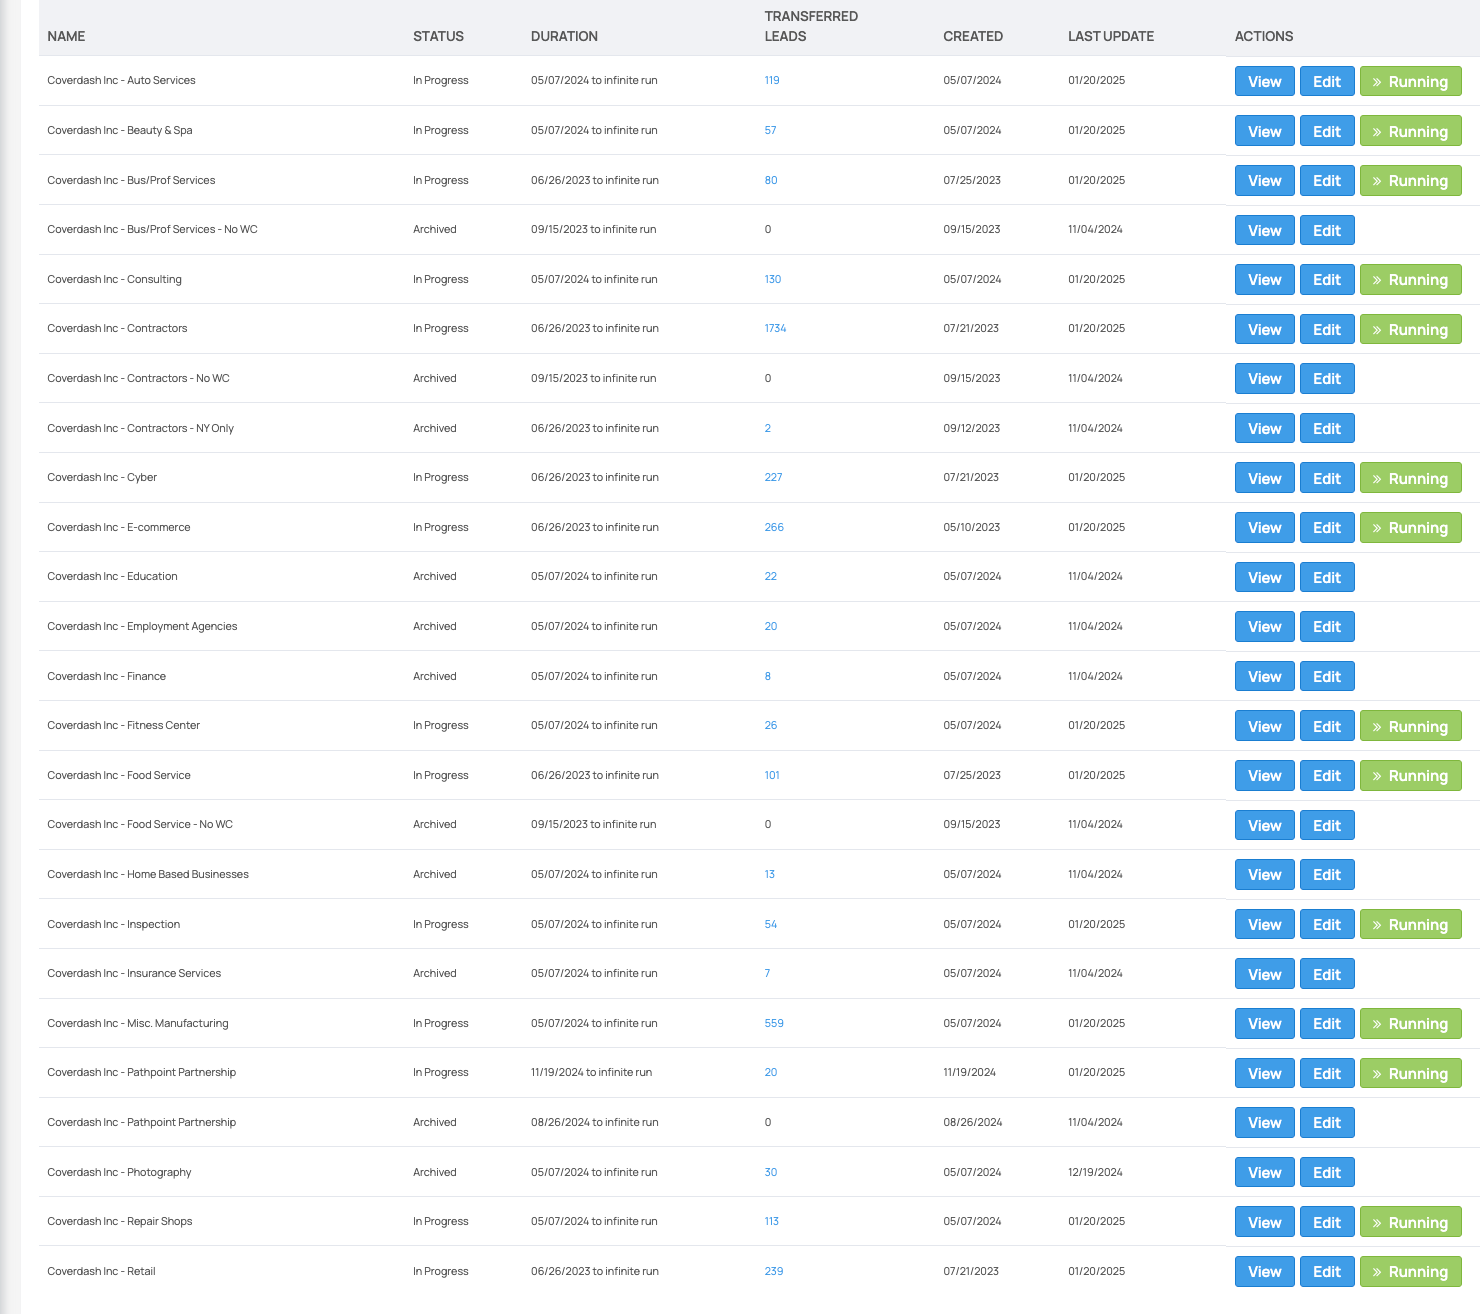 NAME STATUS DURATION TRANSFERRED LEADS CREATED LAST UPDATE ACTIONS
Coverdash Inc - Auto Services In Progress 05/07/2024 to infinite run 119 05/07/2024 01/20/2025 View Edit » Running
Coverdash Inc - Beauty & Spa In Progress 05/07/2024 to infinite run 57 05/07/2024 01/20/2025 View Edit » Running
Coverdash Inc - Bus/Prof Services In Progress 06/26/2023 to infinite run 80 07/25/2023 01/20/2025 View Edit » Running
Coverdash Inc - Bus/Prof Services - No WC Archived 09/15/2023 to infinite run 0 09/15/2023 11/04/2024 View Edit
Coverdash Inc - Consulting In Progress 05/07/2024 to infinite run 130 05/07/2024 01/20/2025 View Edit » Running
Coverdash Inc - Contractors In Progress 06/26/2023 to infinite run 1734 07/21/2023 01/20/2025 View Edit » Running
Coverdash Inc - Contractors - No WC Archived 09/15/2023 to infinite run 0 09/15/2023 11/04/2024 View Edit
Coverdash Inc - Contractors - NY Only Archived 06/26/2023 to infinite run 2 09/12/2023 11/04/2024 View Edit
Coverdash Inc - Cyber In Progress 06/26/2023 to infinite run 227 07/21/2023 01/20/2025 View Edit » Running
Coverdash Inc - E-commerce In Progress 06/26/2023 to infinite run 266 05/10/2023 01/20/2025 View Edit » Running
Coverdash Inc - Education Archived 05/07/2024 to infinite run 22 05/07/2024 11/04/2024 View Edit
Coverdash Inc - Employment Agencies Archived 05/07/2024 to infinite run 20 05/07/2024 11/04/2024 View Edit
Coverdash Inc - Finance Archived 05/07/2024 to infinite run 8 05/07/2024 11/04/2024 View Edit
Coverdash Inc - Fitness Center In Progress 05/07/2024 to infinite run 26 05/07/2024 01/20/2025 View Edit » Running
Coverdash Inc - Food Service In Progress 06/26/2023 to infinite run 101 07/25/2023 01/20/2025 View Edit » Running
Coverdash Inc - Food Service - No WC Archived 09/15/2023 to infinite run 0 09/15/2023 11/04/2024 View Edit
Coverdash Inc - Home Based Businesses Archived 05/07/2024 to infinite run 13 05/07/2024 11/04/2024 View Edit
Coverdash Inc - Inspection In Progress 05/07/2024 to infinite run 54 05/07/2024 01/20/2025 View Edit » Running
Coverdash Inc - Insurance Services Archived 05/07/2024 to infinite run 7 05/07/2024 11/04/2024 View Edit
Coverdash Inc - Misc. Manufacturing In Progress 05/07/2024 to infinite run 559 05/07/2024 01/20/2025 View Edit » Running
Coverdash Inc - Pathpoint Partnership In Progress 11/19/2024 to infinite run 20 11/19/2024 01/20/2025 View Edit » Running
Coverdash Inc - Pathpoint Partnership Archived 08/26/2024 to infinite run 0 08/26/2024 11/04/2024 View Edit
Coverdash Inc - Photography Archived 05/07/2024 to infinite run 30 05/07/2024 12/19/2024 View Edit
Coverdash Inc - Repair Shops In Progress 05/07/2024 to infinite run 113 05/07/2024 01/20/2025 View Edit » Running
Coverdash Inc - Retail In Progress 06/26/2023 to infinite run 239 07/21/2023 01/20/2025 View Edit » Running